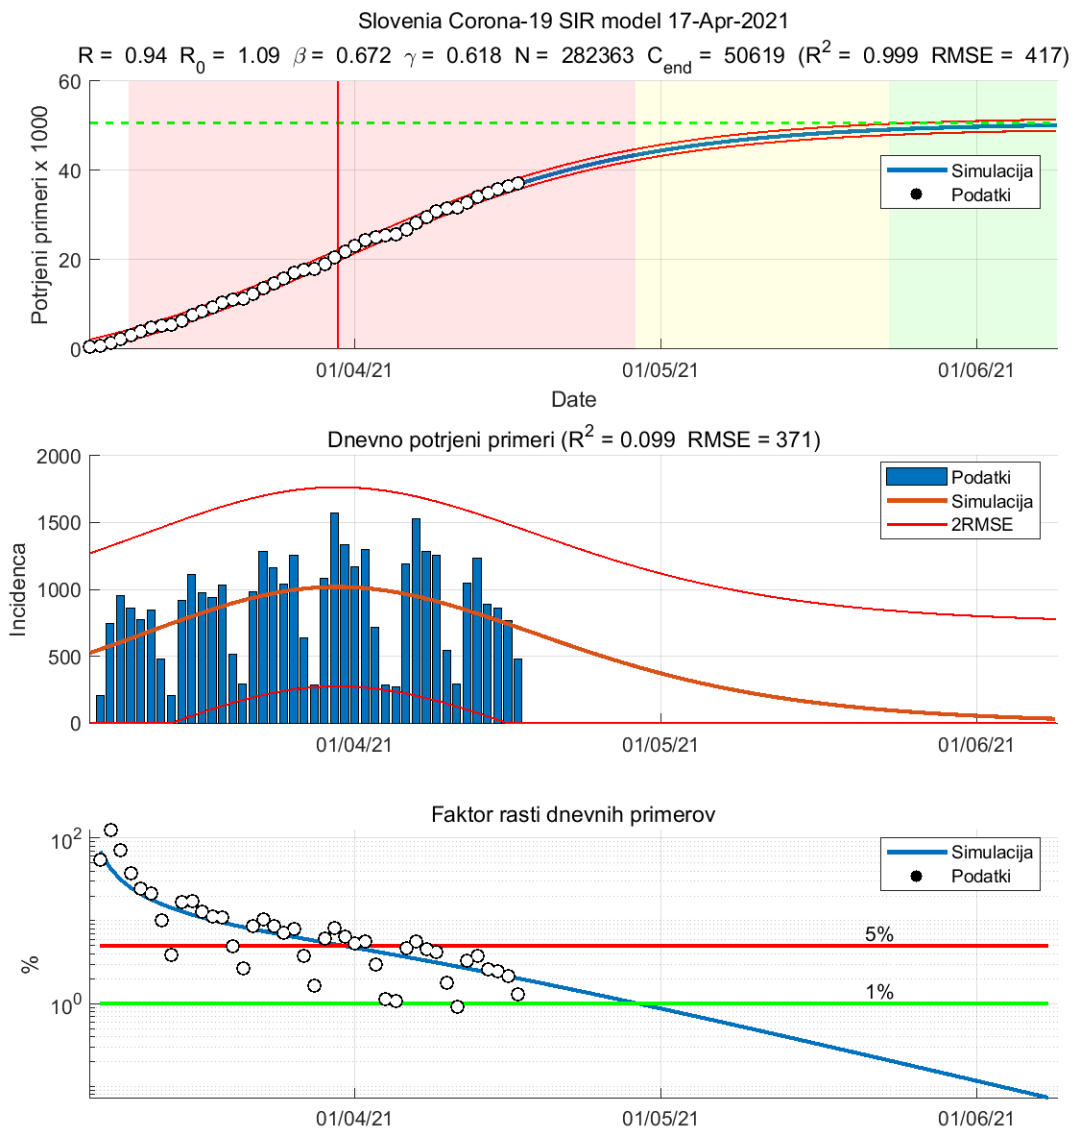 Slovenia Corona-19 SIR model 17-Apr-2021
R = 0.94 R0 = 1.09 β = 0.672 γ = 0.618 N = 282363 Cend = 50619 (R2 = 0.999 RMSE = 417)
Potrjeni primeri x 1000
60
40
20
0
Simulacija
Podatki
01/04/21 01/05/21 01/06/21
Date
Dnevno potrjeni primeri (R2 = 0.099 RMSE = 371)
Incidenca
2000
1500
1000
500
0
Podatki
Simulacija
2RMSE
01/04/21 01/05/21 01/06/21
Faktor rasti dnevnih primerov
%
102
100
Simulacija
Podatki
5%
1%
01/04/21 01/05/21 01/06/21